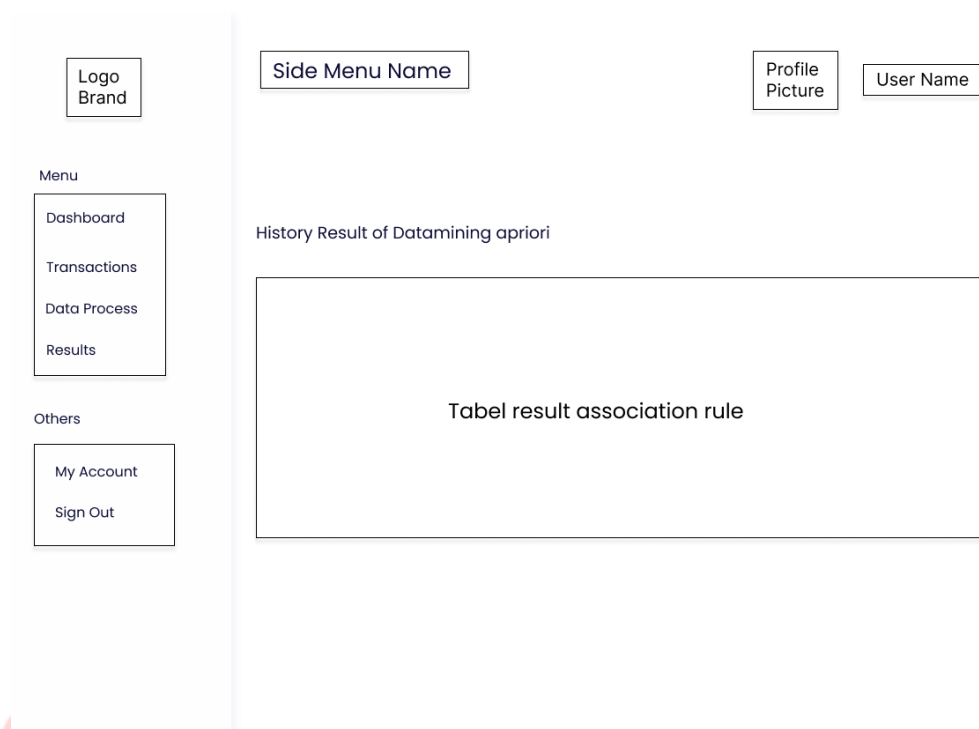 Logo
Brand
Side Menu Name
Profile
Picture
User Name
Menu
Dashboard
Transactions
Data Process
Results
History Result of Datamining apriori
Tabel result association rule
Others
My Account
Sign Out